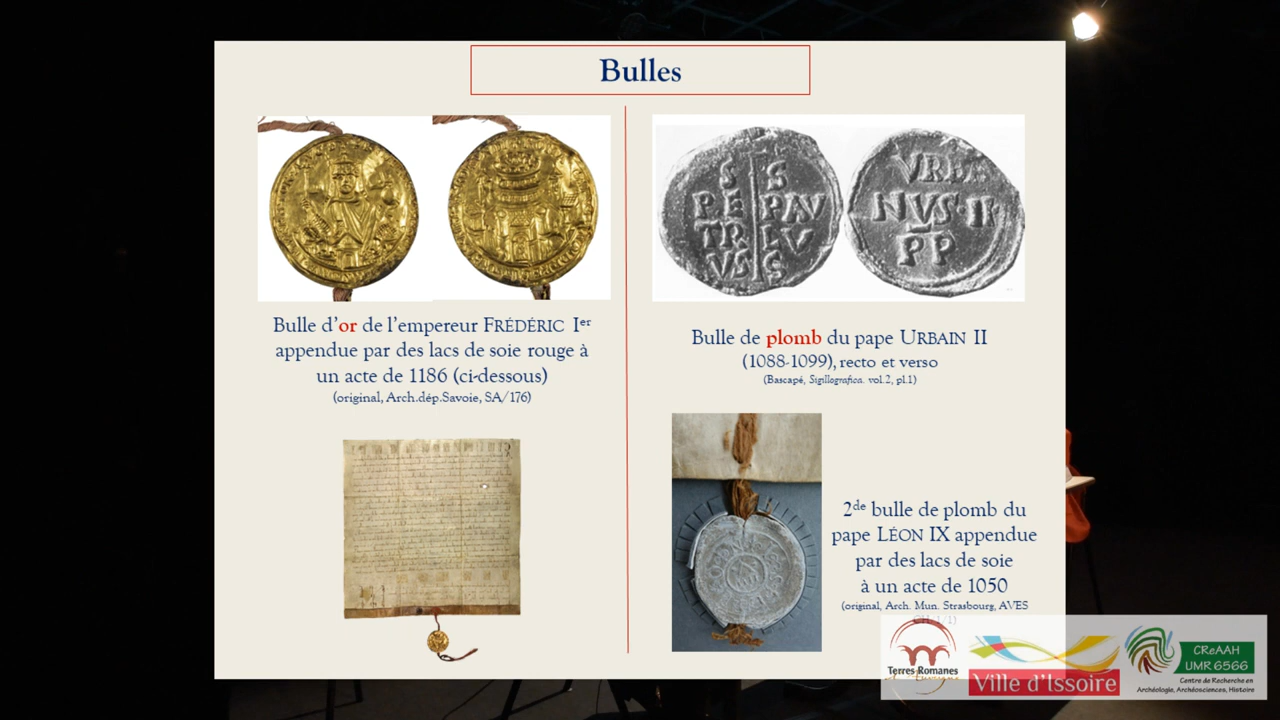 Bulles
Bulle d'or de l'empereur FRÉDÉRIC Ier
appendue par des lacs de soie rouge à
un acte de 1186 (ci-dessous)
(original, Arch.dép.Savoie, SA/176)
S S
PE PAV
TR LV
VS S
VRBA
NVS·II
PP
Bulle de plomb du pape URBAIN II
(1088-1099), recto et verso
(Bascapé, Sigillografica. vol.2, pl.1)
2de bulle de plomb du
pape LÉON IX appendue
par des lacs de soie
à un acte de 1050
(original, Arch. Mun. Strasbourg, AVES
Terres Romanes
d'Auvergne
Ville d'Issoire
CReAAH
UMR 6566
Centre de Recherche en
Archéologie, Archéosciences, Histoire